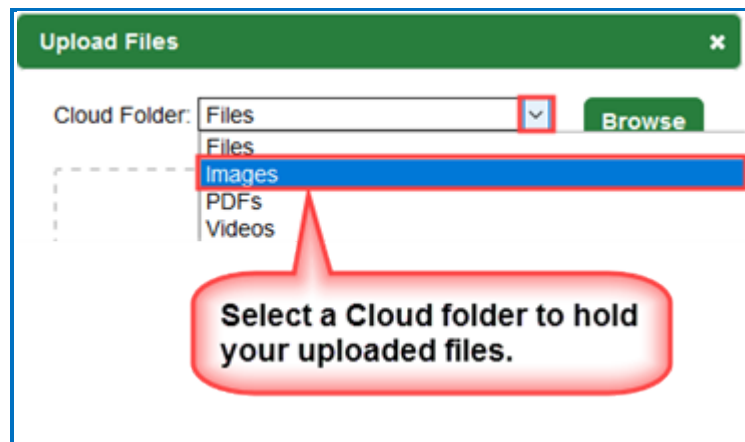 Upload Files
Cloud Folder: Files Browse
Files
Images
PDFs
Videos
Select a Cloud folder to hold
your uploaded files.